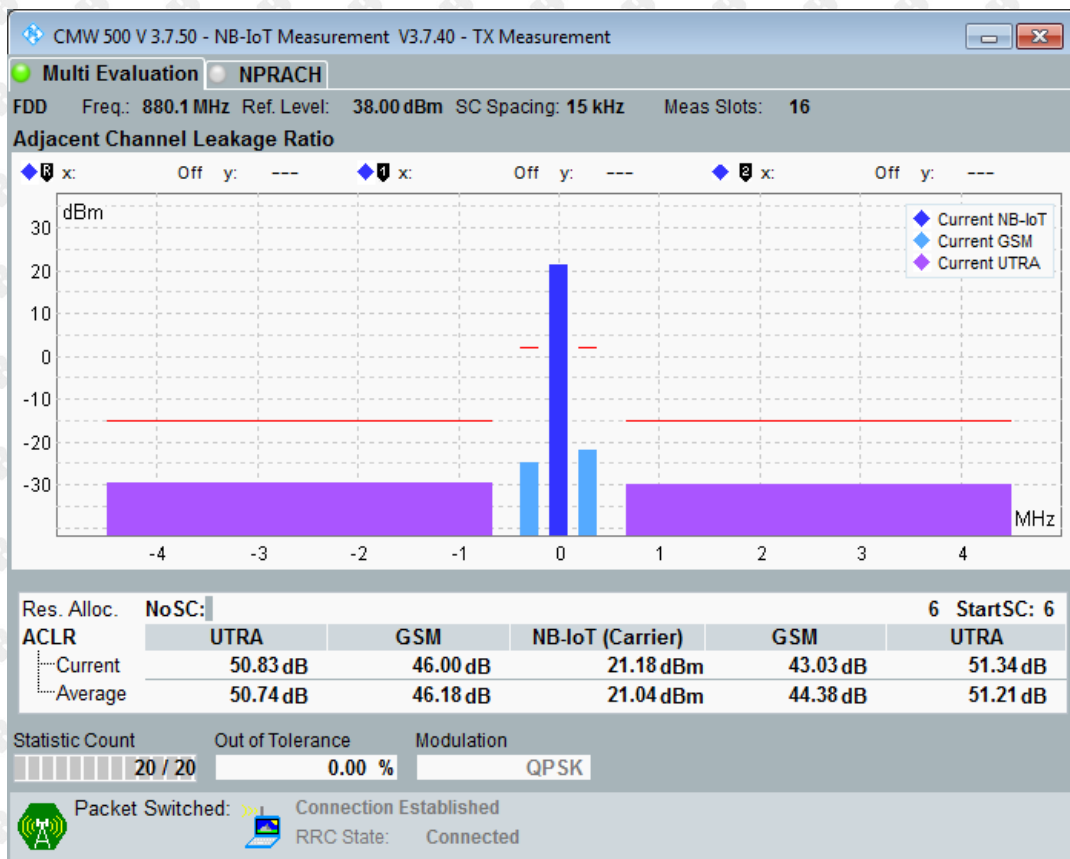 CMW 500 V 3.7.50 - NB-IoT Measurement V3.7.40 - TX Measurement
Multi Evaluation NPRACH
FDD Freq.: 880.1 MHz Ref. Level: 38.00 dBm SC Spacing: 15 kHz Meas Slots: 16
Adjacent Channel Leakage Ratio
R x: Off y: --- 1 x: Off y: --- 2 x: Off y: ---
dBm
Current NB-IoT
Current GSM
Current UTRA
30
20
10
0
-10
-20
-30
MHz
-4 -3 -2 -1 0 1 2 3 4
Res. Alloc. NoSC: 6 StartSC: 6
ACLR UTRA GSM NB-IoT (Carrier) GSM UTRA
Current 50.83 dB 46.00 dB 21.18 dBm 43.03 dB 51.34 dB
Average 50.74 dB 46.18 dB 21.04 dBm 44.38 dB 51.21 dB
Statistic Count Out of Tolerance Modulation
20 / 20 0.00 % QPSK
Packet Switched: Connection Established
RRC State: Connected